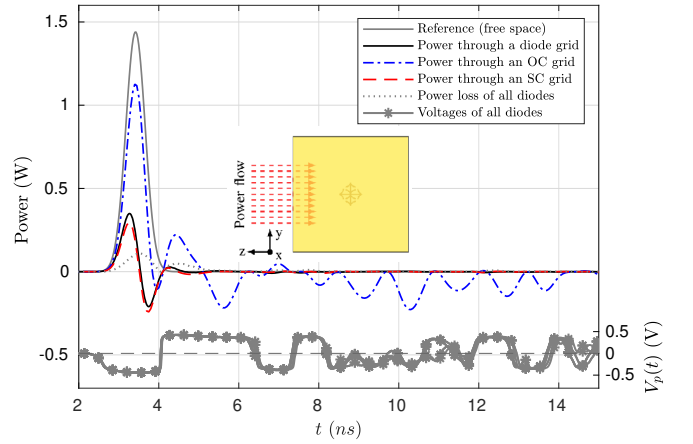 1.5
1
0.5
0
-0.5
Power (W)
Reference (free space)
Power through a diode grid
Power through an OC grid
Power through an SC grid
Power loss of all diodes
Voltages of all diodes
Power flow
y
z
x
0.5
0
-0.5
Vp(t) (V)
2
4
6
8
10
12
14
t (ns)